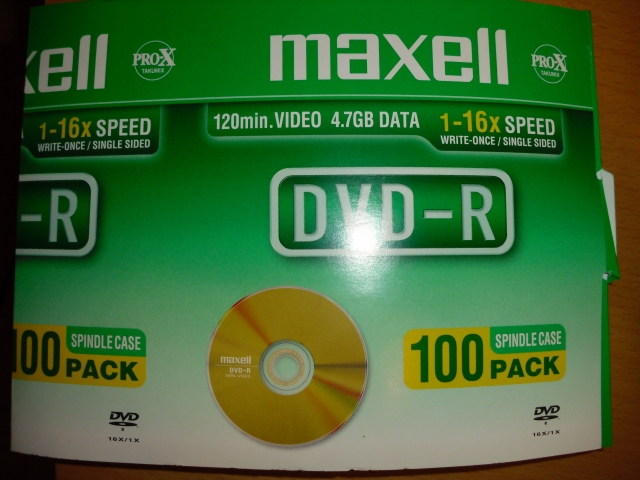 xell
PRO-X
TAKUMIX
1-16x SPEED
WRITE-ONCE / SINGLE SIDED
-R
100 PACK
SPINDLE CASE
DVD
R
16X/1X
maxell
PRO-X
TAKUMIX
120min. VIDEO 4.7GB DATA
1-16x SPEED
WRITE-ONCE / SINGLE SIDED
DVD-R
maxell
DVD-R
100 PACK
SPINDLE CASE
DVD
R
16X/1X